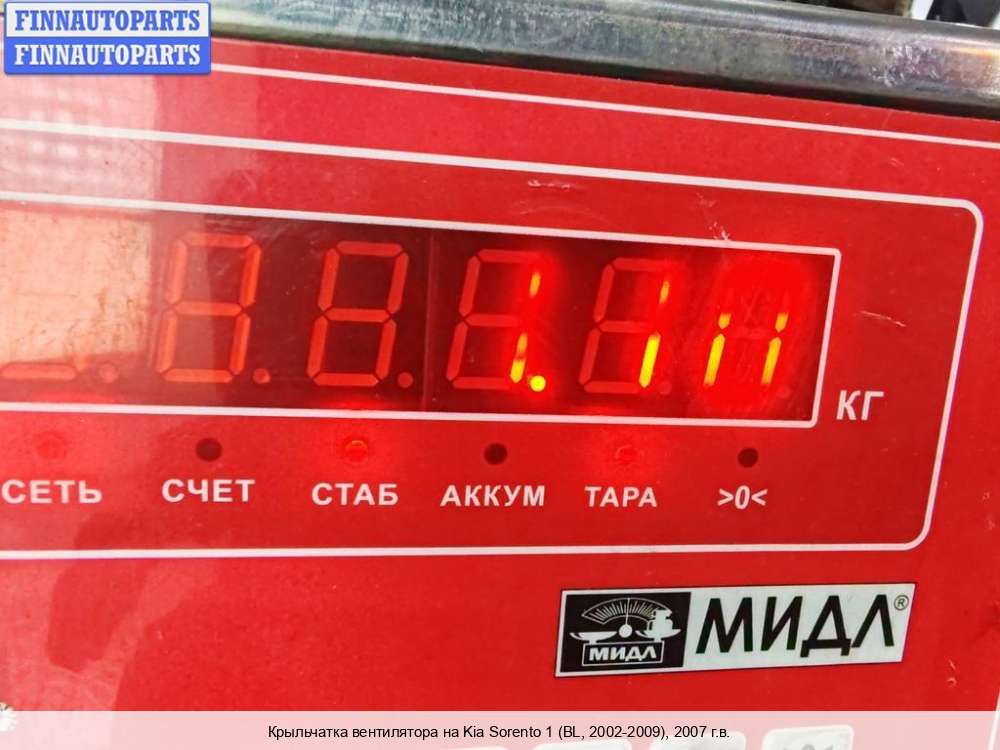 FINNAUTOPARTS
FINNAUTOPARTS
КГ
СЕТЬ СЧЕТ СТАБ АККУМ ТАРА >0<
МИДЛ МИДЛ®
Крыльчатка вентилятора на Kia Sorento 1 (BL, 2002-2009), 2007 г.в.